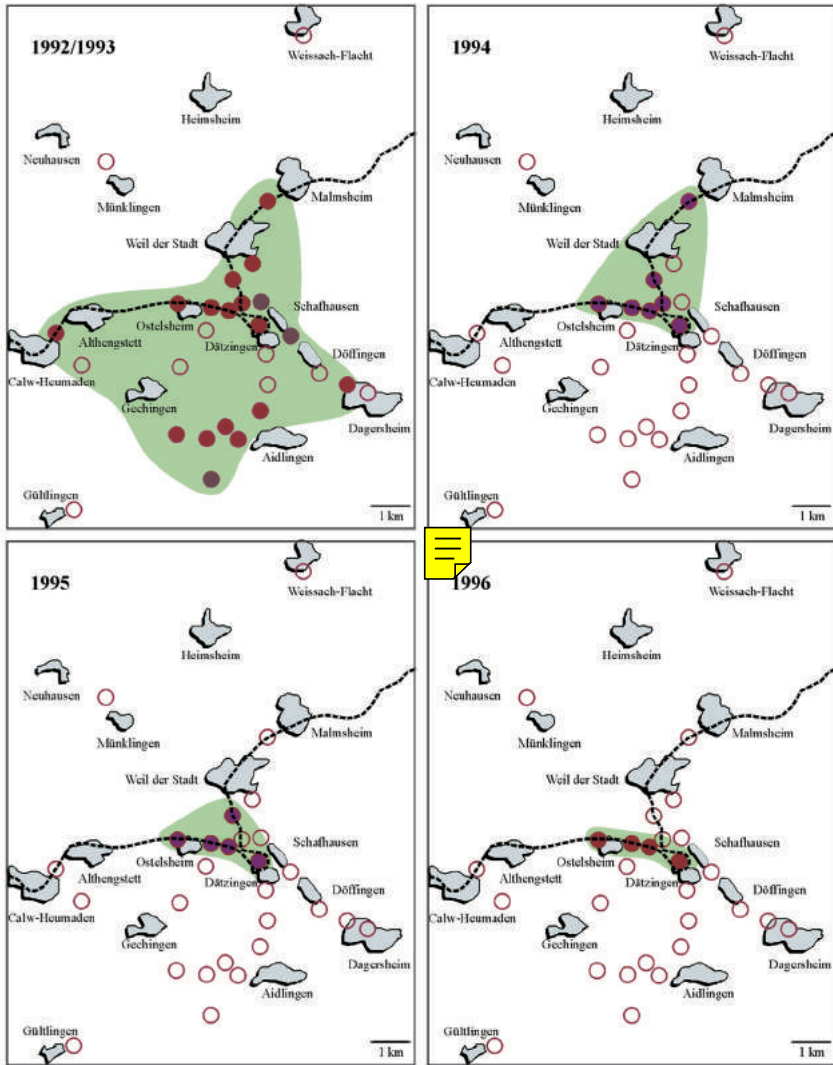 1992/1993
Weissach-Flacht
Heimsheim
Neuhausen
Münklingen
Malmsheim
Weil der Stadt
Schafhausen
Althengstett
Ostelsheim
Dätzingen
Döffingen
Calw-Heumaden
Gechingen
Dagersheim
Aidlingen
Gültlingen
1 km
1994
Weissach-Flacht
Heimsheim
Neuhausen
Münklingen
Malmsheim
Weil der Stadt
Schafhausen
Althengstett
Ostelsheim
Dätzingen
Döffingen
Calw-Heumaden
Gechingen
Dagersheim
Aidlingen
Gültlingen
1 km
1995
Weissach-Flacht
Heimsheim
Neuhausen
Münklingen
Malmsheim
Weil der Stadt
Schafhausen
Althengstett
Ostelsheim
Dätzingen
Döffingen
Calw-Heumaden
Gechingen
Dagersheim
Aidlingen
Gültlingen
1 km
1996
Weissach-Flacht
Heimsheim
Neuhausen
Münklingen
Malmsheim
Weil der Stadt
Schafhausen
Althengstett
Ostelsheim
Dätzingen
Döffingen
Calw-Heumaden
Gechingen
Dagersheim
Aidlingen
Gültlingen
1 km